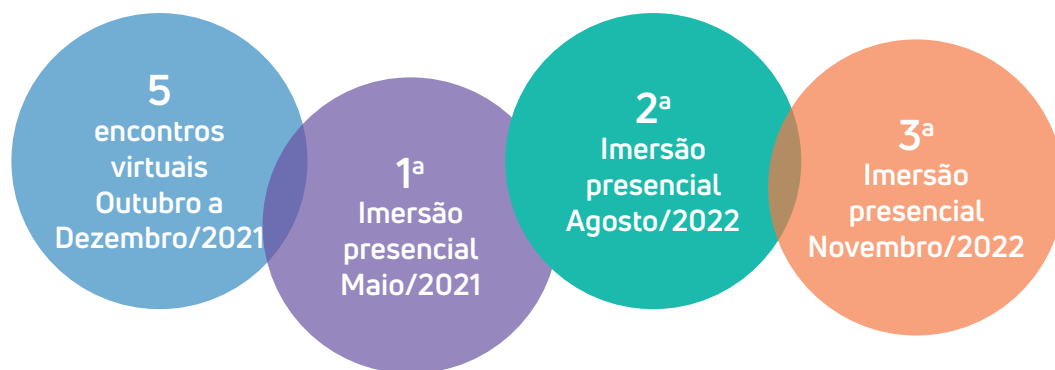 5
encontros
virtuais
Outubro a
Dezembro/2021
1ª
Imersão
presencial
Maio/2021
2ª
Imersão
presencial
Agosto/2022
3ª
Imersão
presencial
Novembro/2022